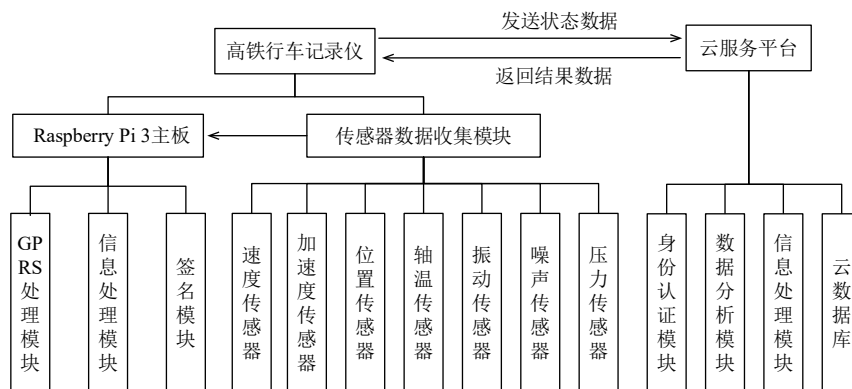 发送状态数据
高铁行车记录仪
云服务平台
返回结果数据
Raspberry Pi 3主板
传感器数据收集模块
GPRS处理模块
信息处理模块
签名模块
速度传感器
加速度传感器
位置传感器
轴温传感器
振动传感器
噪声传感器
压力传感器
身份认证模块
数据分析模块
信息处理模块
云数据库